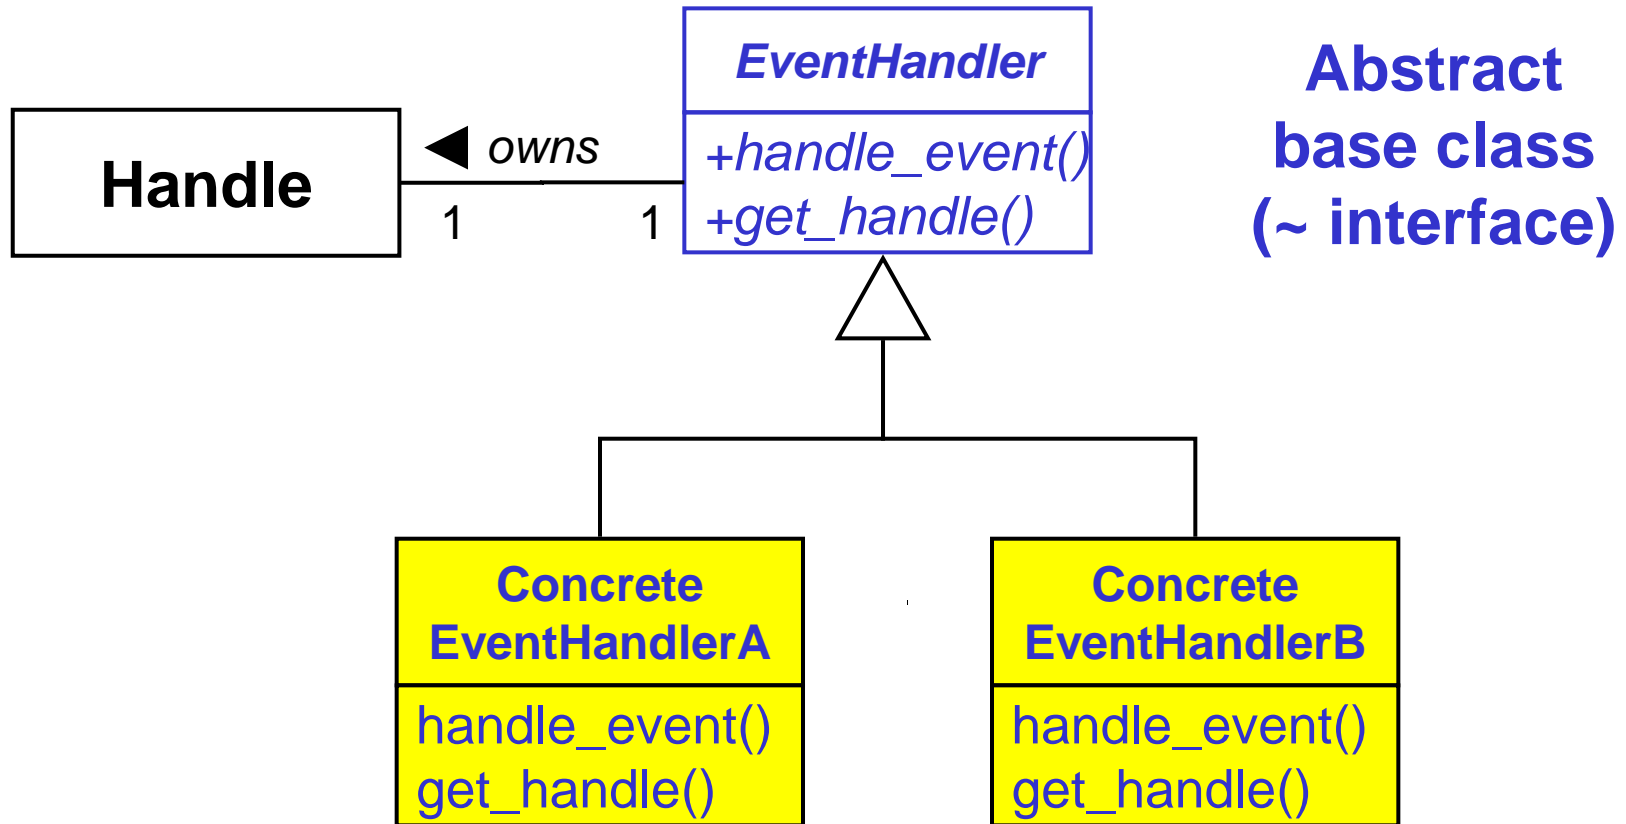 EventHandler
+handle_event()
+get_handle()
Abstract
base class
(~ interface)
Handle
owns
1
1
Concrete
EventHandlerA
handle_event()
get_handle()
Concrete
EventHandlerB
handle_event()
get_handle()